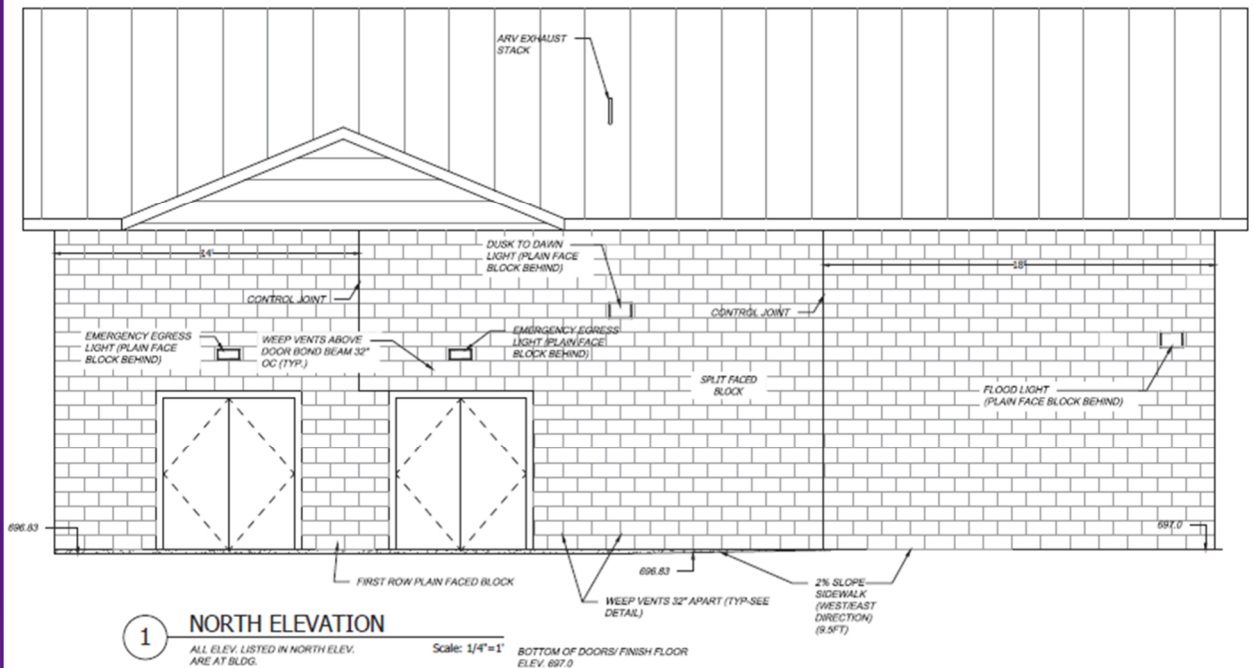 ARV EXHAUST
STACK
14'
DUSK TO DAWN
LIGHT (PLAIN FACE
BLOCK BEHIND)
18'
CONTROL JOINT
CONTROL JOINT
EMERGENCY EGRESS
LIGHT (PLAIN FACE
BLOCK BEHIND)
WEEP VENTS ABOVE
DOOR BOND BEAM 32"
OC (TYP.)
EMERGENCY EGRESS
LIGHT (PLAIN FACE
BLOCK BEHIND)
SPLIT FACED
BLOCK
FLOOD LIGHT
(PLAIN FACE BLOCK BEHIND)
696.83
697.0
696.83
FIRST ROW PLAIN FACED BLOCK
WEEP VENTS 32" APART (TYP-SEE
DETAIL)
2% SLOPE
SIDEWALK
(WEST/EAST
DIRECTION)
(9.5FT)
1
NORTH ELEVATION
ALL ELEV. LISTED IN NORTH ELEV.
ARE AT BLDG.
Scale: 1/4"=1'
BOTTOM OF DOORS/ FINISH FLOOR
ELEV. 697.0